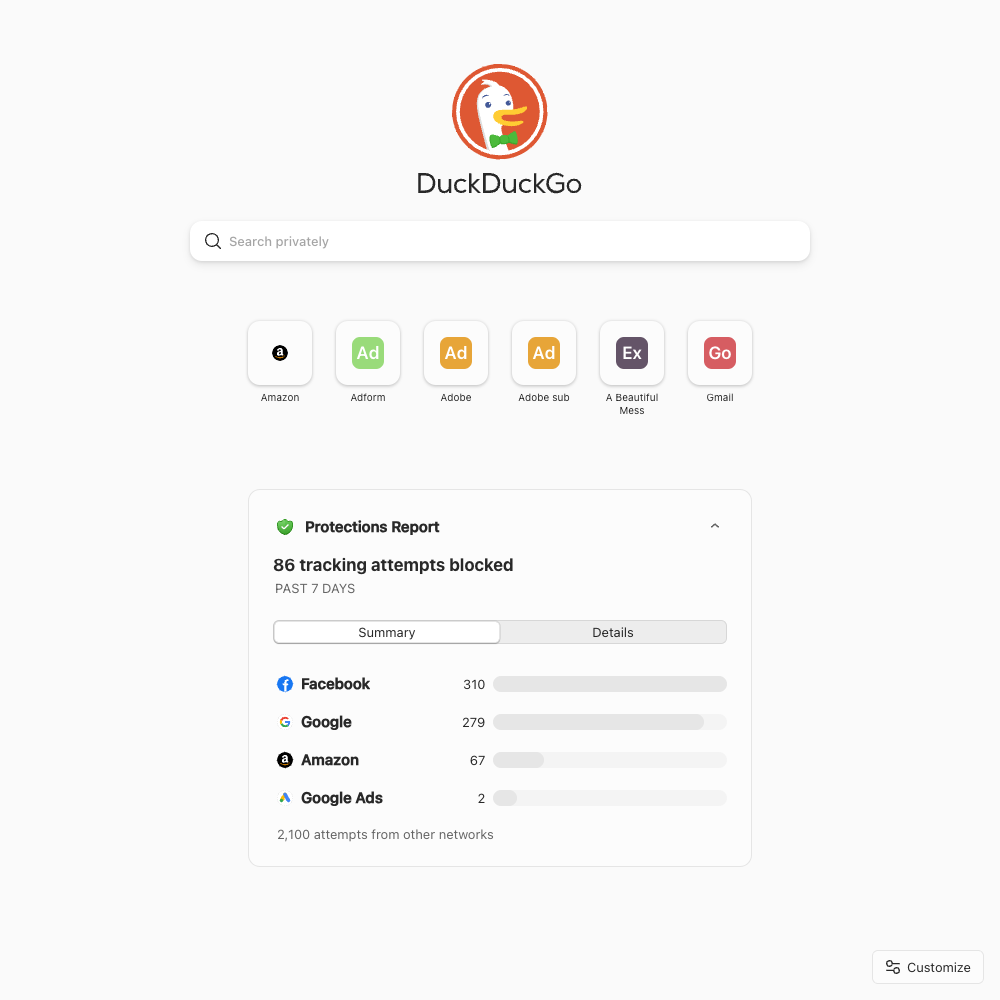 DuckDuckGo
Search privately
a Ad Ad Ad Ex Go
Amazon Adform Adobe Adobe sub A Beautiful Gmail
Mess
Protections Report
86 tracking attempts blocked
PAST 7 DAYS
Summary Details
Facebook 310
Google 279
Amazon 67
Google Ads 2
2,100 attempts from other networks
Customize